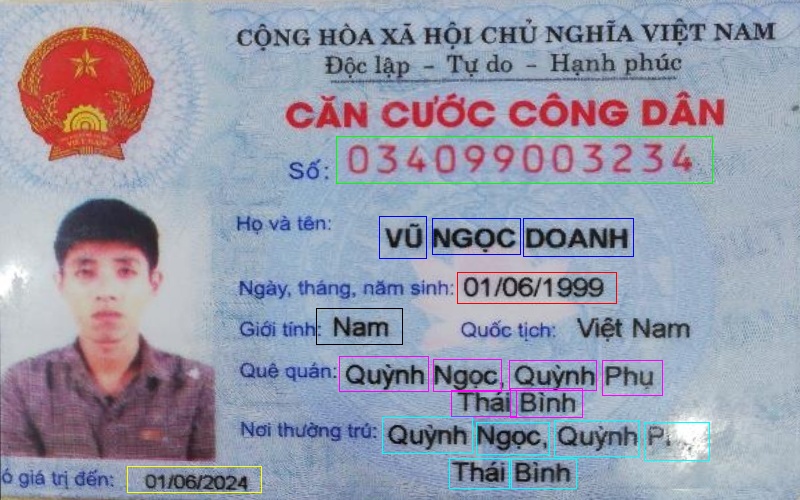 CỘNG HÒA XÃ HỘI CHỦ NGHĨA VIỆT NAM
Độc lập - Tự do - Hạnh phúc
CĂN CƯỚC CÔNG DÂN
Số: 034099003234
Họ và tên: VŨ NGỌC DOANH
Ngày, tháng, năm sinh: 01/06/1999
Giới tính: Nam Quốc tịch: Việt Nam
Quê quán: Quỳnh Ngọc, Quỳnh Phụ
Thái Bình
Nơi thường trú: Quỳnh Ngọc, Quỳnh
Thái Bình
ó giá trị đến: 01/06/2024